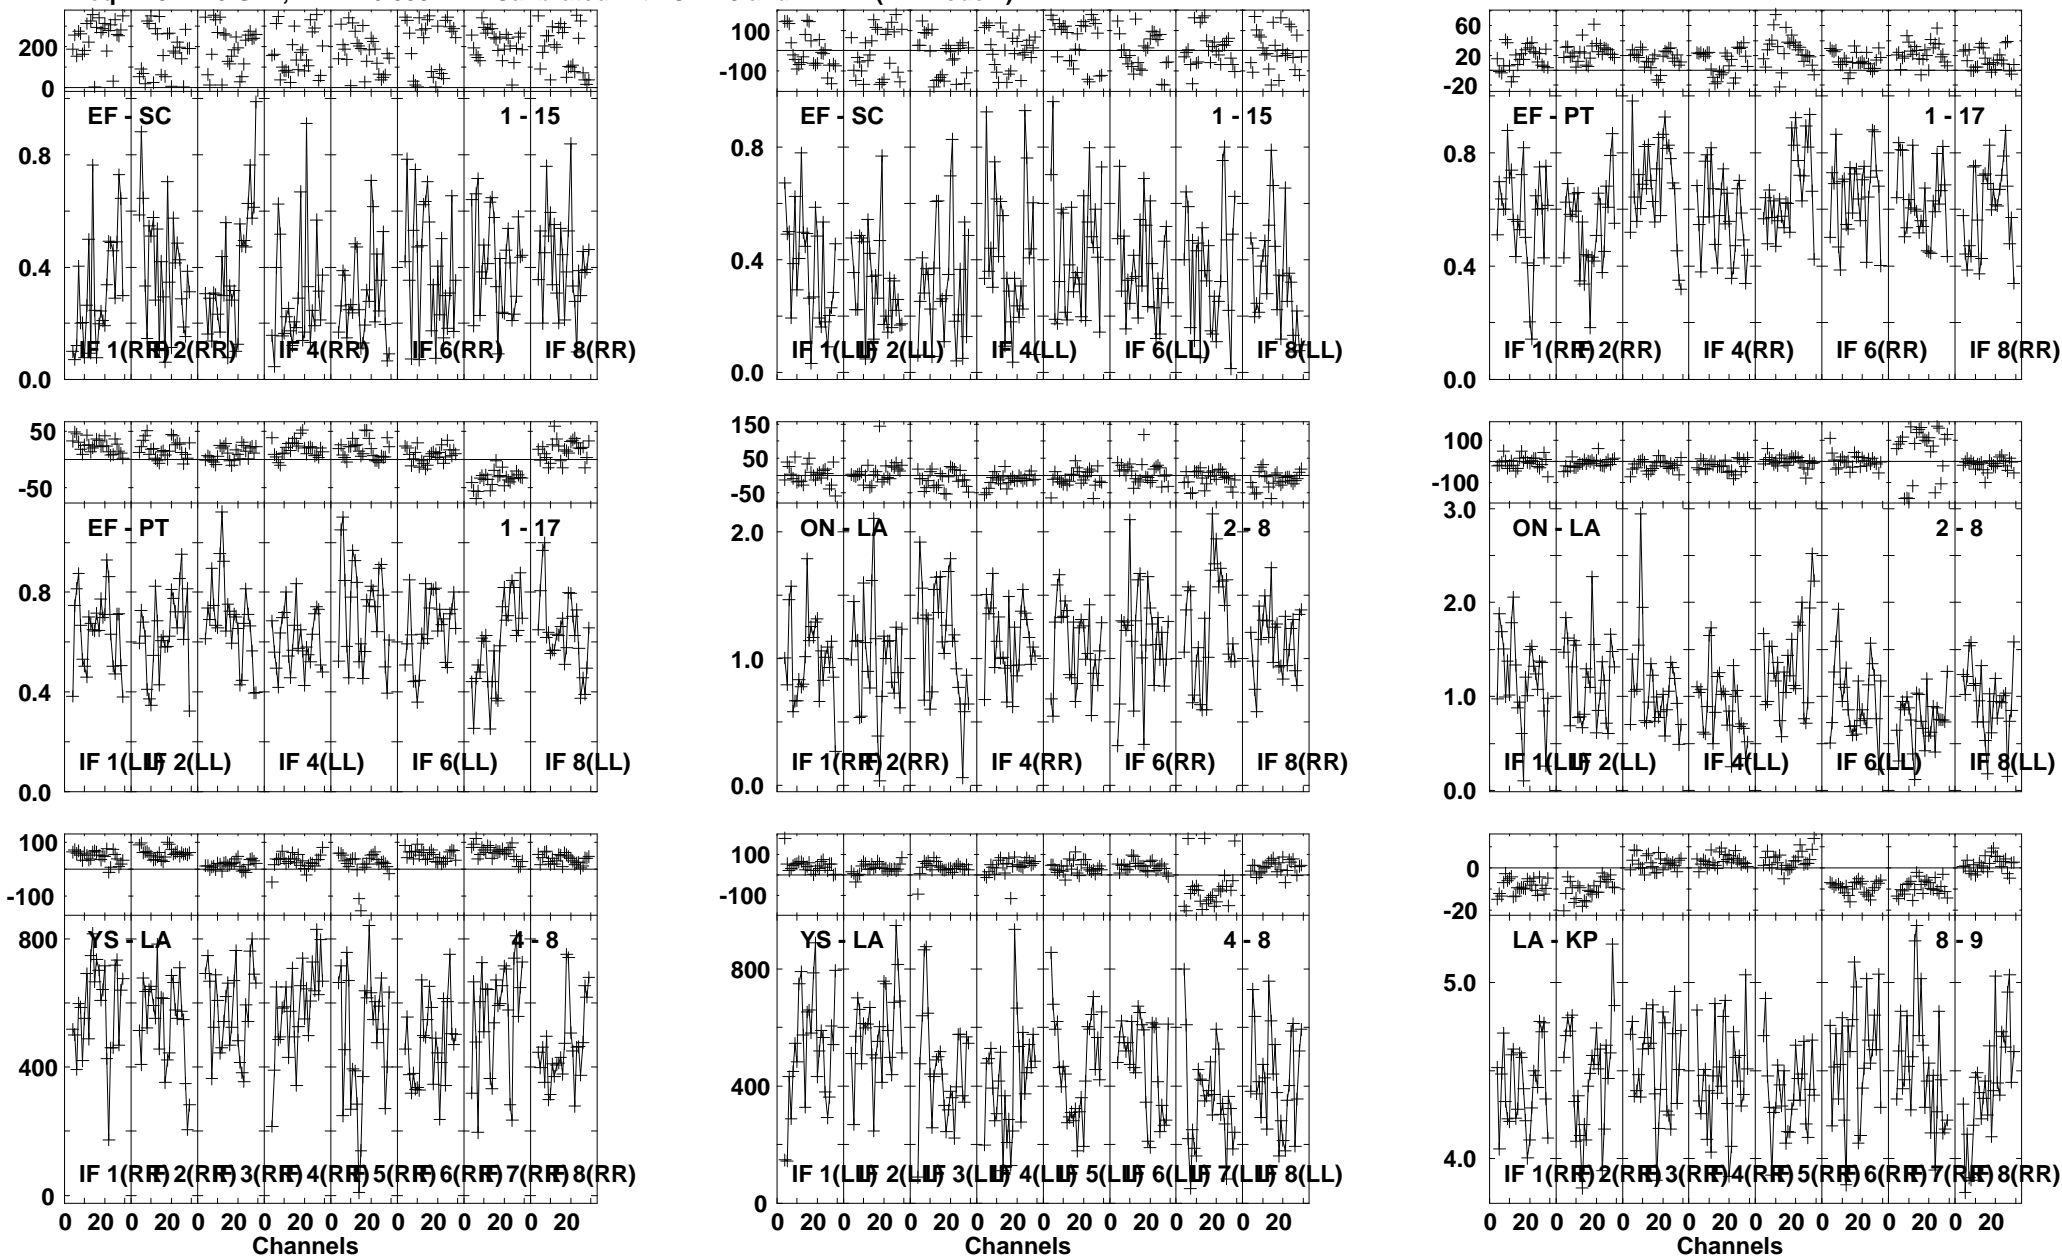 200
0
100
-100
60
20
-20
EF - SC 1 - 15
EF - SC 1 - 15
EF - PT 1 - 17
0.8
0.4
0.0
0.8
0.4
0.0
0.8
0.4
0.0
IF 1(RR) IF 2(RR) IF 4(RR) IF 6(RR) IF 8(RR)
IF 1(LL) IF 2(LL) IF 4(LL) IF 6(LL) IF 8(LL)
IF 1(RR) IF 2(RR) IF 4(RR) IF 6(RR) IF 8(RR)
50
-50
150
50
-50
100
-100
EF - PT 1 - 17
ON - LA 2 - 8
ON - LA 2 - 8
0.8
0.4
0.0
2.0
1.0
0.0
3.0
2.0
1.0
0.0
IF 1(LL) IF 2(LL) IF 4(LL) IF 6(LL) IF 8(LL)
IF 1(RR) IF 2(RR) IF 4(RR) IF 6(RR) IF 8(RR)
IF 1(LL) IF 2(LL) IF 4(LL) IF 6(LL) IF 8(LL)
100
-100
100
-100
0
-20
YS - LA 4 - 8
YS - LA 4 - 8
LA - KP 8 - 9
800
400
0
800
400
0
5.0
4.0
IF 1(RR) IF 2(RR) IF 3(RR) IF 4(RR) IF 5(RR) IF 6(RR) IF 7(RR) IF 8(RR)
IF 1(LL) IF 2(LL) IF 3(LL) IF 4(LL) IF 5(LL) IF 6(LL) IF 7(LL) IF 8(LL)
IF 1(RR) IF 2(RR) IF 3(RR) IF 4(RR) IF 5(RR) IF 6(RR) IF 7(RR) IF 8(RR)
0 20 0 20 0 20 0 20 0 20 0 20 0 20 0 20
0 20 0 20 0 20 0 20 0 20 0 20 0 20 0 20
0 20 0 20 0 20 0 20 0 20 0 20 0 20 0 20
Channels
Channels
Channels